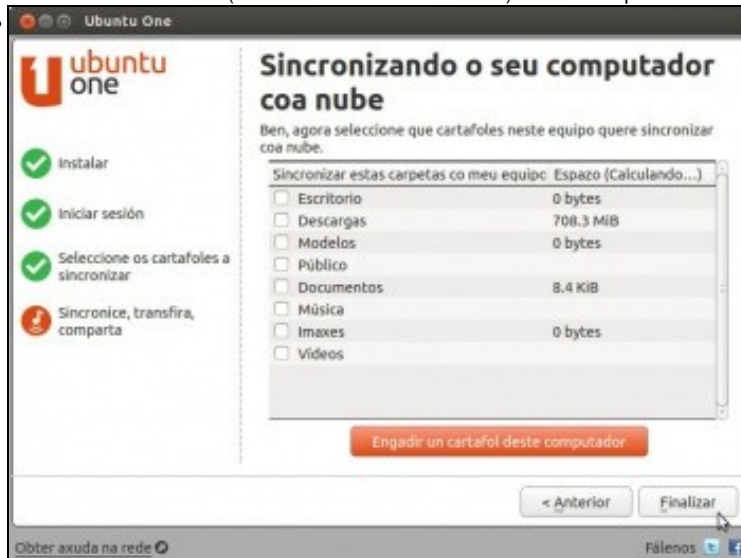 Ubuntu One
ubuntu
one
Instalar
Iniciar sesión
Seleccione os cartafoles a
sincronizar
Sincronice, transfira,
comparta
Sincronizando o seu computador
coa nube
Ben, agora seleccione que cartafoles neste equipo quere sincronizar
coa nube.
Sincronizar estas carpetas co meu equipo Espazo (Calculando...)
Escritorio 0 bytes
Descargas 708.3 MiB
Modelos 0 bytes
Público
Documentos 8.4 KiB
Música
Imaxes 0 bytes
Vídeos
Engadir un cartafol deste computador
< Anterior Finalizar
Obter axuda na rede Fálenos